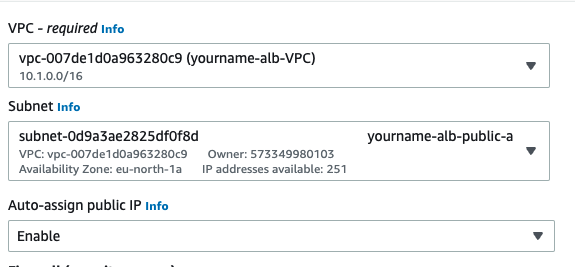 VPC - required Info
vpc-007de1d0a963280c9 (yourname-alb-VPC)
10.1.0.0/16
Subnet Info
subnet-0d9a3ae2825df0f8d yourname-alb-public-a
VPC: vpc-007de1d0a963280c9 Owner: 573349980103
Availability Zone: eu-north-1a IP addresses available: 251
Auto-assign public IP Info
Enable